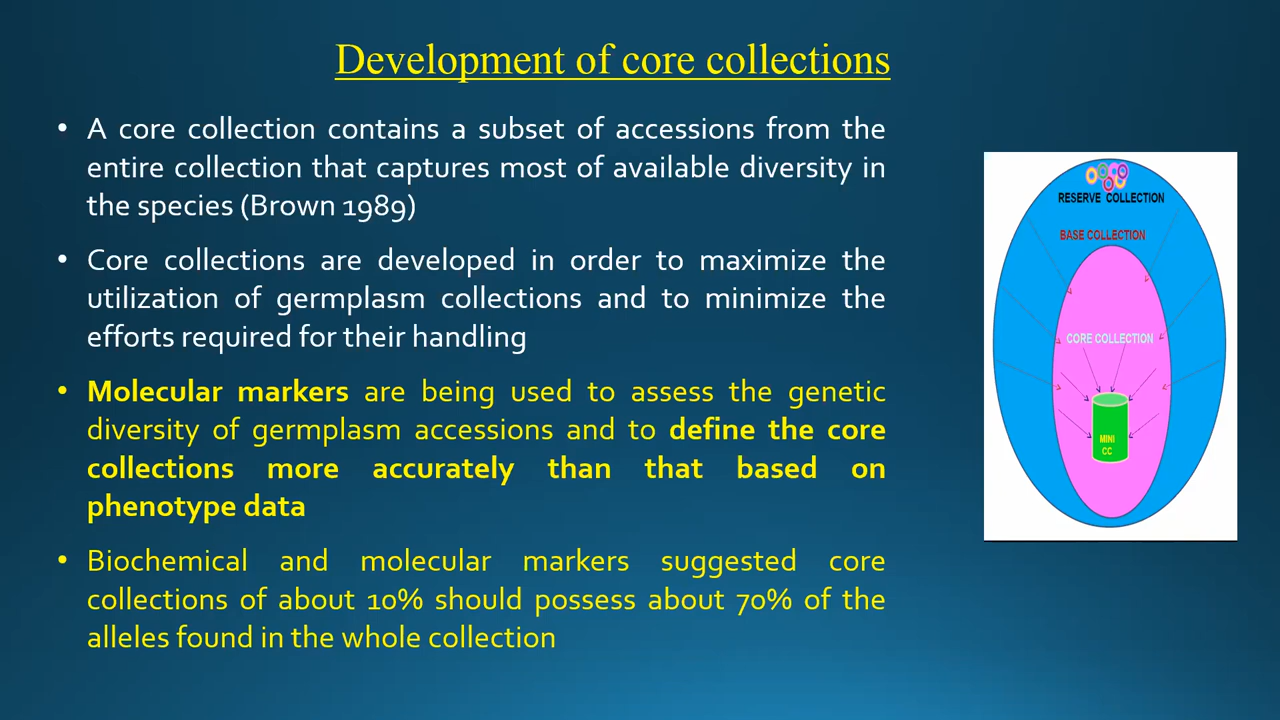 Development of core collections
• A core collection contains a subset of accessions from the
entire collection that captures most of available diversity in
the species (Brown 1989)
• Core collections are developed in order to maximize the
utilization of germplasm collections and to minimize the
efforts required for their handling
• Molecular markers are being used to assess the genetic
diversity of germplasm accessions and to define the core
collections more accurately than that based on
phenotype data
• Biochemical and molecular markers suggested core
collections of about 10% should possess about 70% of the
alleles found in the whole collection
RESERVE COLLECTION
BASE COLLECTION
CORE COLLECTION
MINI
CC